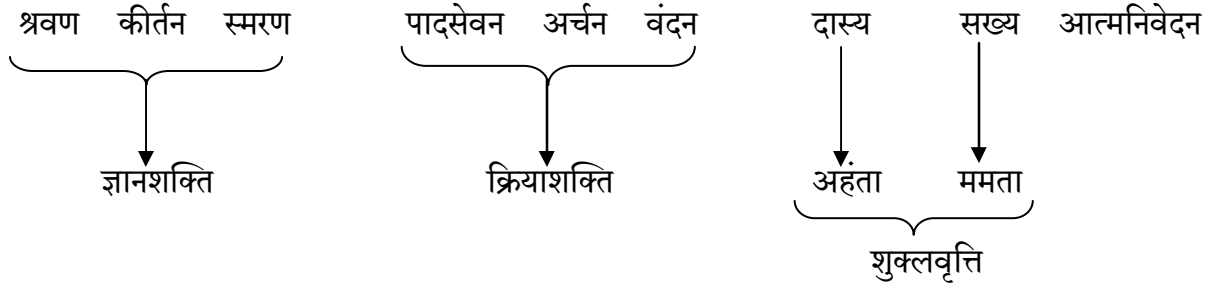 श्रवण कीर्तन स्मरण पादसेवन अर्चन वंदन दास्य सख्य आत्मनिवेदन
ज्ञानशक्ति क्रियाशक्ति अहंता ममता
शुक्लवृत्ति